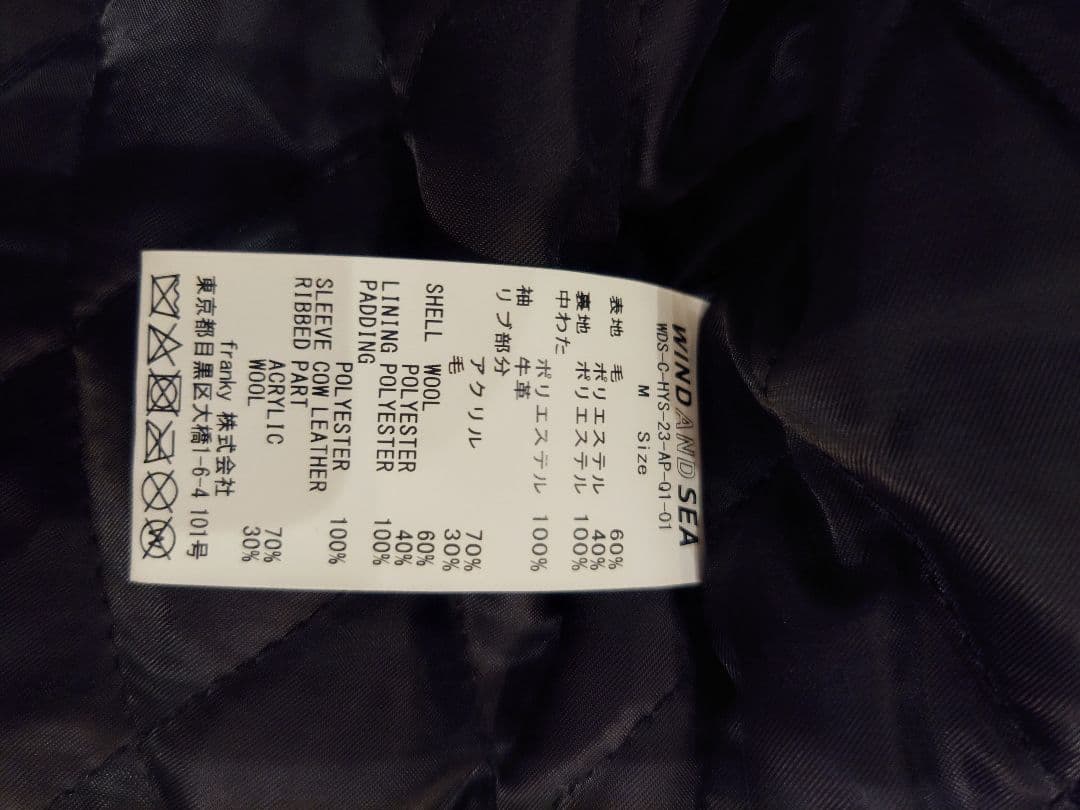 WIND AND SEA
WDS-C-HYS-23-AP-Q1-01
M Size
表地 毛 60%
ポリエステル 40%
裏地 ポリエステル 100%
中わた
ポリエステル 100%
袖 牛革
リブ部分
アクリル 70%
毛 30%
SHELL WOOL 60%
POLYESTER 40%
LINING POLYESTER 100%
PADDING
POLYESTER 100%
SLEEVE COW LEATHER
RIBBED PART
ACRYLIC 70%
WOOL 30%
franky 株式会社
東京都目黒区大橋1-6-4 101号
W